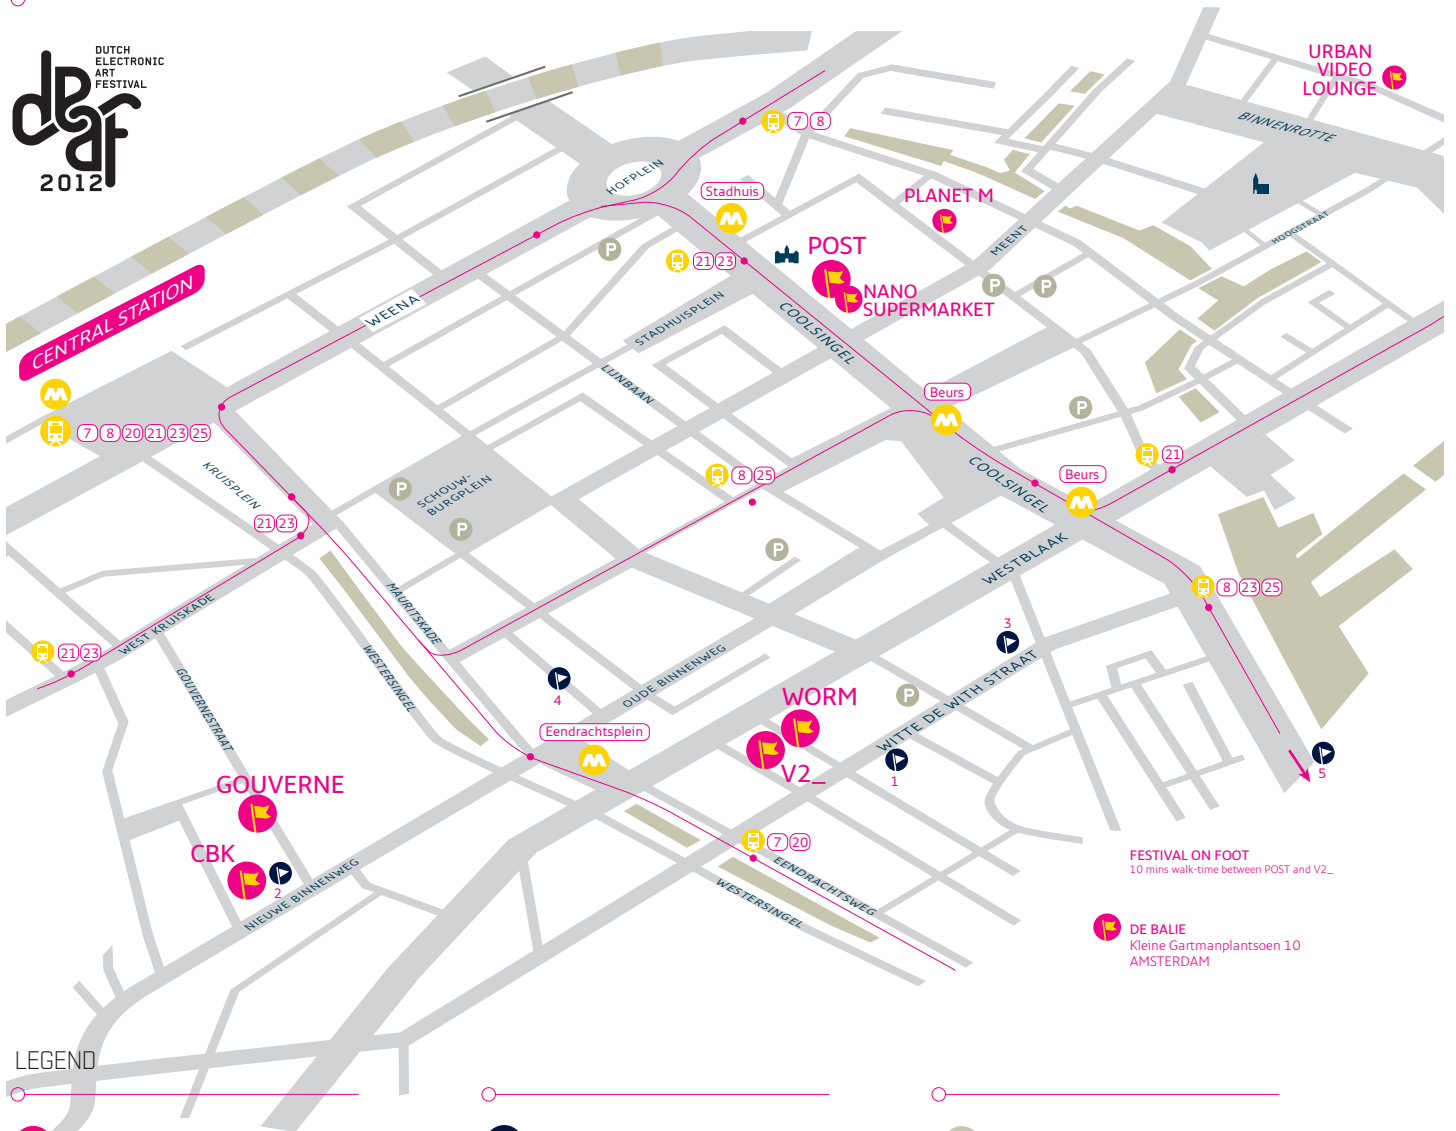 DUTCH
ELECTRONIC
ART
FESTIVAL
deaf
2012
URBAN
VIDEO
LOUNGE
BINNENROTTE
7 8
HOFPLEIN
Stadhuis
PLANET M
HOOGSTRAAT
MEENT
POST
21 23
P
NANO
SUPERMARKET
P
P
CENTRAL STATION
WEENA
STADHUISPLEIN
COOLSINGEL
LIJNBAAN
Beurs
P
7 8 20 21 23 25
21
KRUISPLEIN
SCHOUW-
BURGPLEIN
P
8 25
COOLSINGEL
Beurs
21 23
P
P
WESTBLAAK
8 23 25
MAURITSKADE
WEST KRUISKADE
3
21 23
WESTERSINGEL
GOUVERNESTRAAT
OUDE BINNENWEG
4
WORM
P
WITTE DE WITH STRAAT
Eendrachtsplein
V2_
1
5
GOUVERNE
CBK
2
7 20
NIEUWE BINNENWEG
EENDRACHTSWEG
WESTERSINGEL
FESTIVAL ON FOOT
10 mins walk-time between POST and V2_
DE BALIE
Kleine Gartmanplantsoen 10
AMSTERDAM
LEGEND